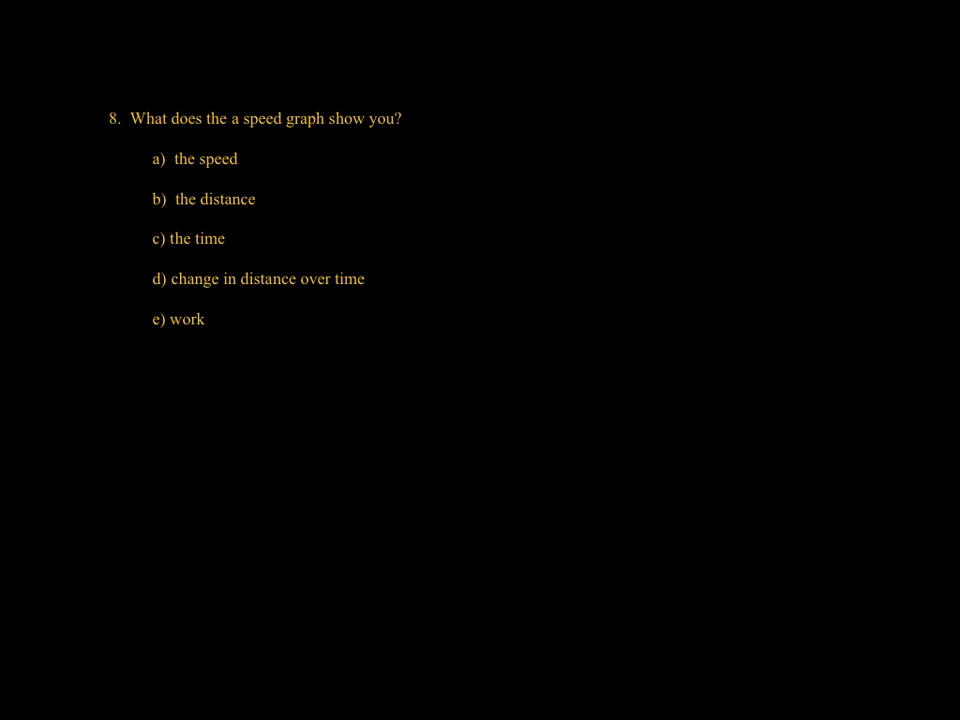 8. What does the a speed graph show you?
a) the speed
b) the distance
c) the time
d) change in distance over time
e) work